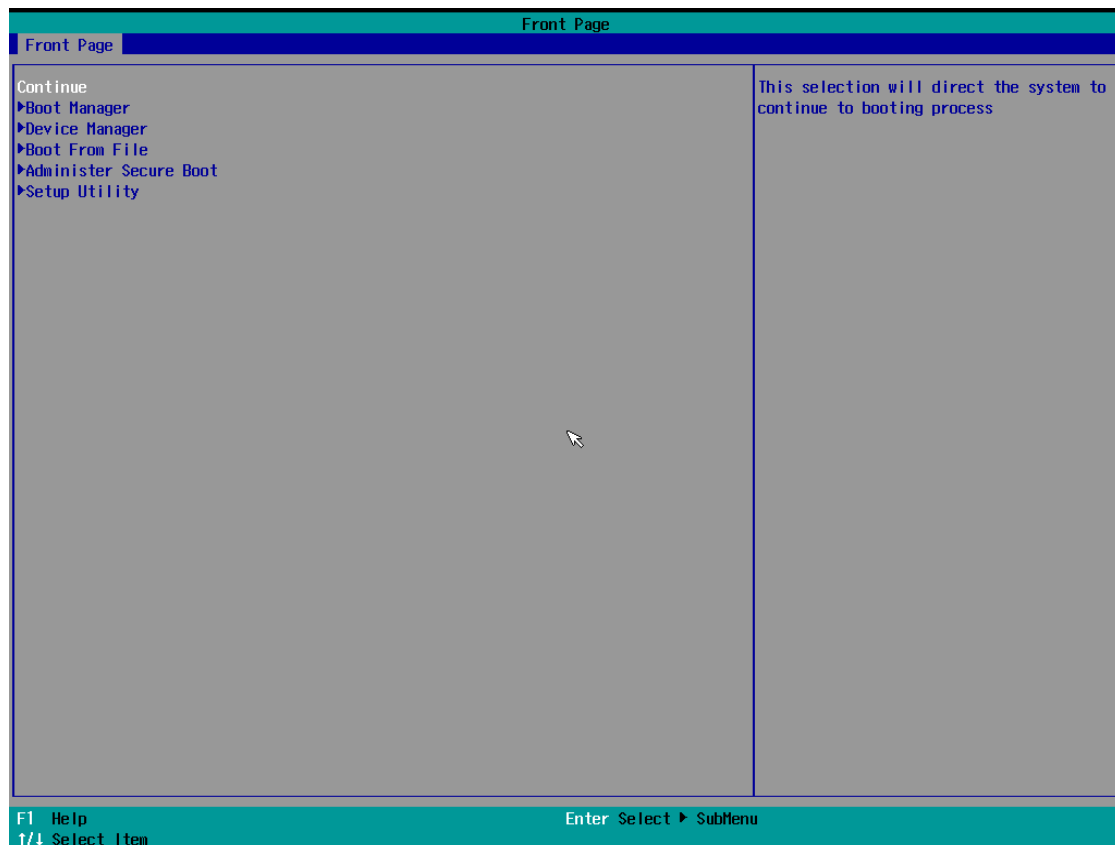 Front Page
Front Page
Continue
Boot Manager
Device Manager
Boot From File
Administer Secure Boot
Setup Utility
This selection will direct the system to
continue to booting process
F1 Help
Enter Select ▶ SubMenu
↑/↓ Select Item